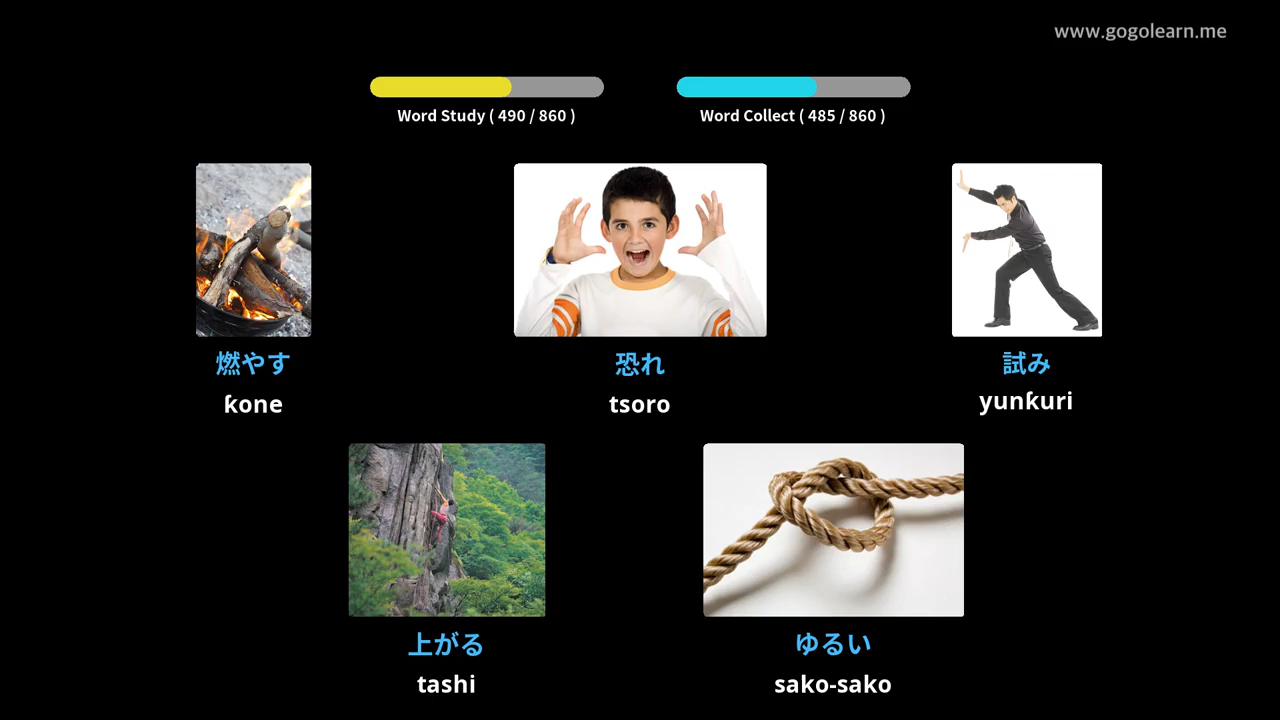 www.gogolearn.me
Word Study ( 490 / 860 )
Word Collect ( 485 / 860 )
燃やす
ƙone
恐れ
tsoro
試み
yunƙuri
上がる
tashi
ゆるい
sako-sako